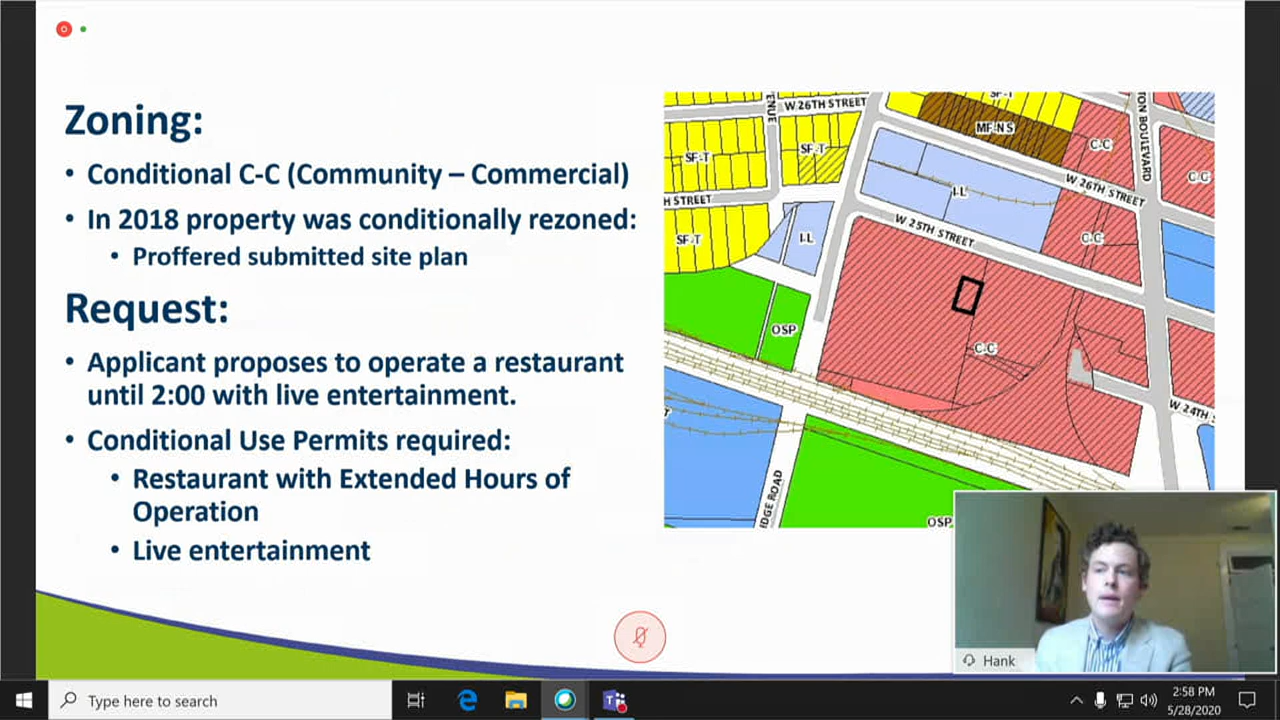 Zoning:
• Conditional C-C (Community – Commercial)
• In 2018 property was conditionally rezoned:
• Proffered submitted site plan
Request:
• Applicant proposes to operate a restaurant
until 2:00 with live entertainment.
• Conditional Use Permits required:
• Restaurant with Extended Hours of
Operation
• Live entertainment
W 26TH STREET
SF-T
MF-NS
C-C
TON BOULEVARD
SF-T
SF-T
C-C
I-L
W 26TH STREET
H STREET
W 25TH STREET
SF-T
I-L
C-C
OSP
C-C
W 24TH S
DGE ROAD
OSP
Hank
Type here to search
2:58 PM
5/28/2020